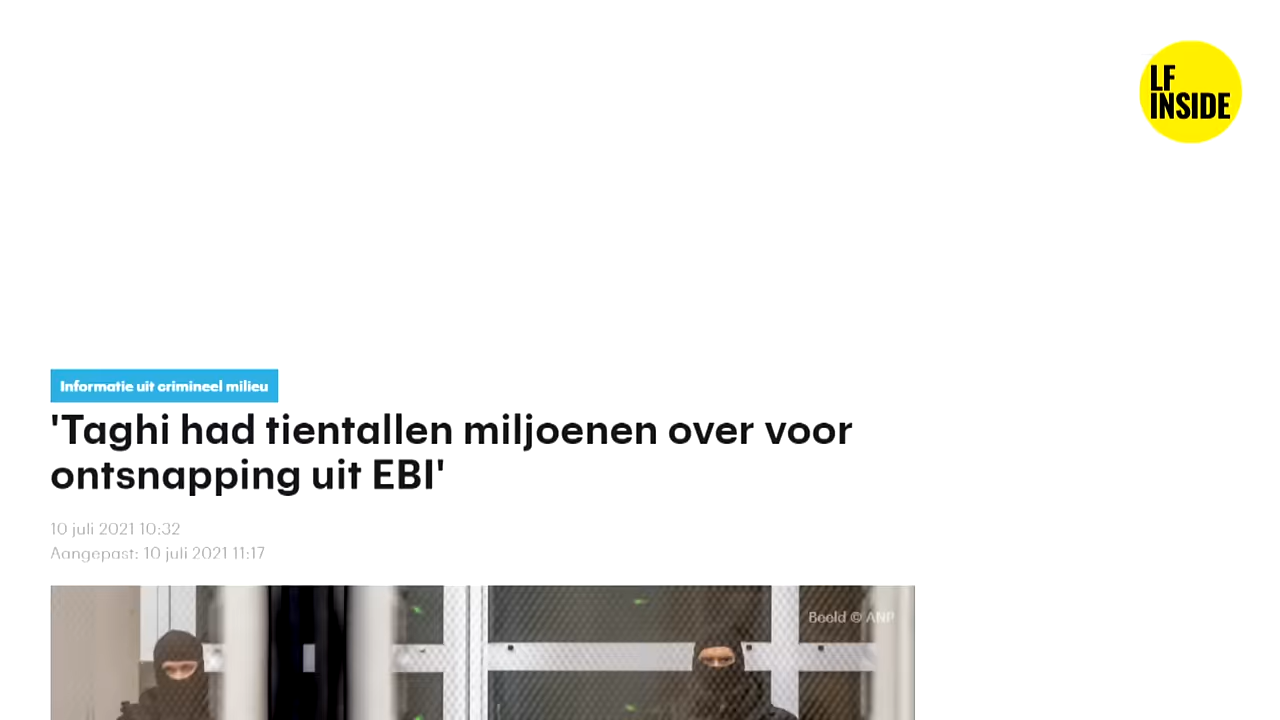 LF
INSIDE
Informatie uit crimineel milieu
'Taghi had tientallen miljoenen over voor
ontsnapping uit EBI'
10 juli 2021 10:32
Aangepast: 10 juli 2021 11:17
Beeld © ANP